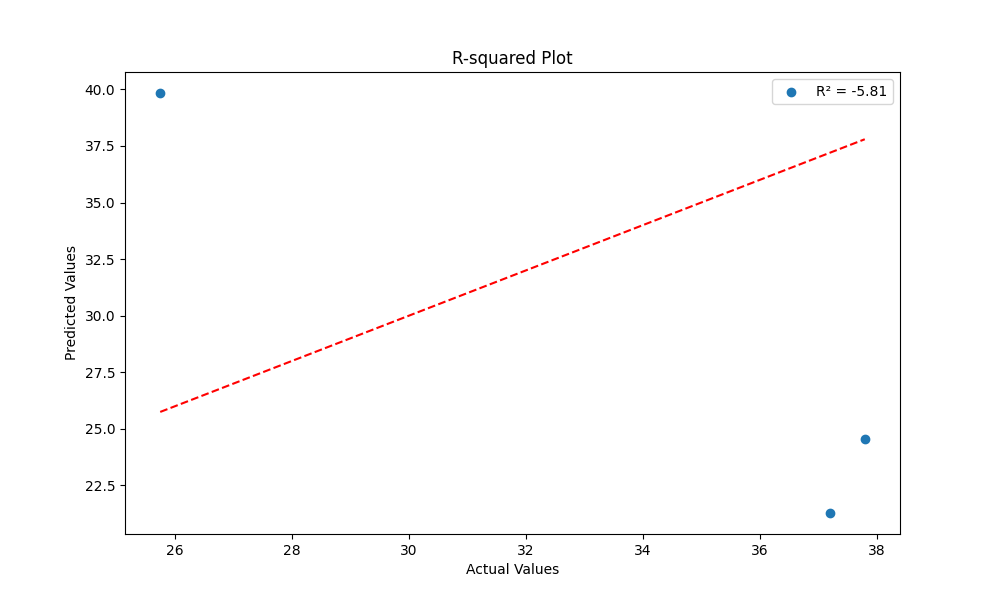 R-squared Plot
R² = -5.81
40.0
37.5
35.0
32.5
30.0
27.5
25.0
22.5
Predicted Values
26 28 30 32 34 36 38
Actual Values